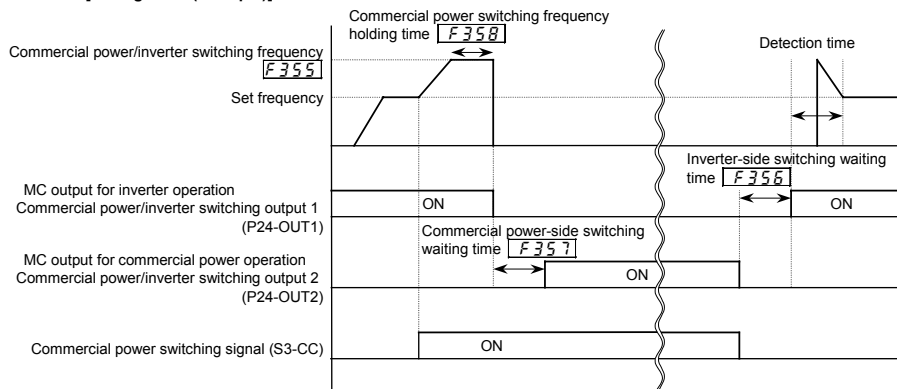 Commercial power switching frequency
holding time F358
Detection time
Commercial power/inverter switching frequency
F355
Set frequency
Inverter-side switching waiting
time F356
MC output for inverter operation
Commercial power/inverter switching output 1
(P24-OUT1)
ON
ON
Commercial power-side switching
waiting time F357
MC output for commercial power operation
Commercial power/inverter switching output 2
(P24-OUT2)
ON
Commercial power switching signal (S3-CC)
ON